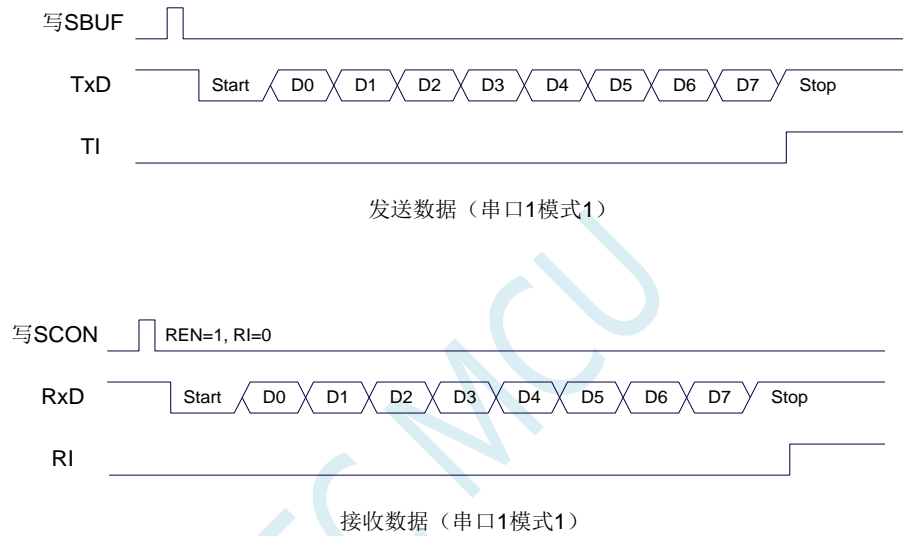 写SBUF
TxD Start D0 D1 D2 D3 D4 D5 D6 D7 Stop
TI
发送数据（串口1模式1）
写SCON REN=1, RI=0
RxD Start D0 D1 D2 D3 D4 D5 D6 D7 Stop
RI
接收数据（串口1模式1）
MCU